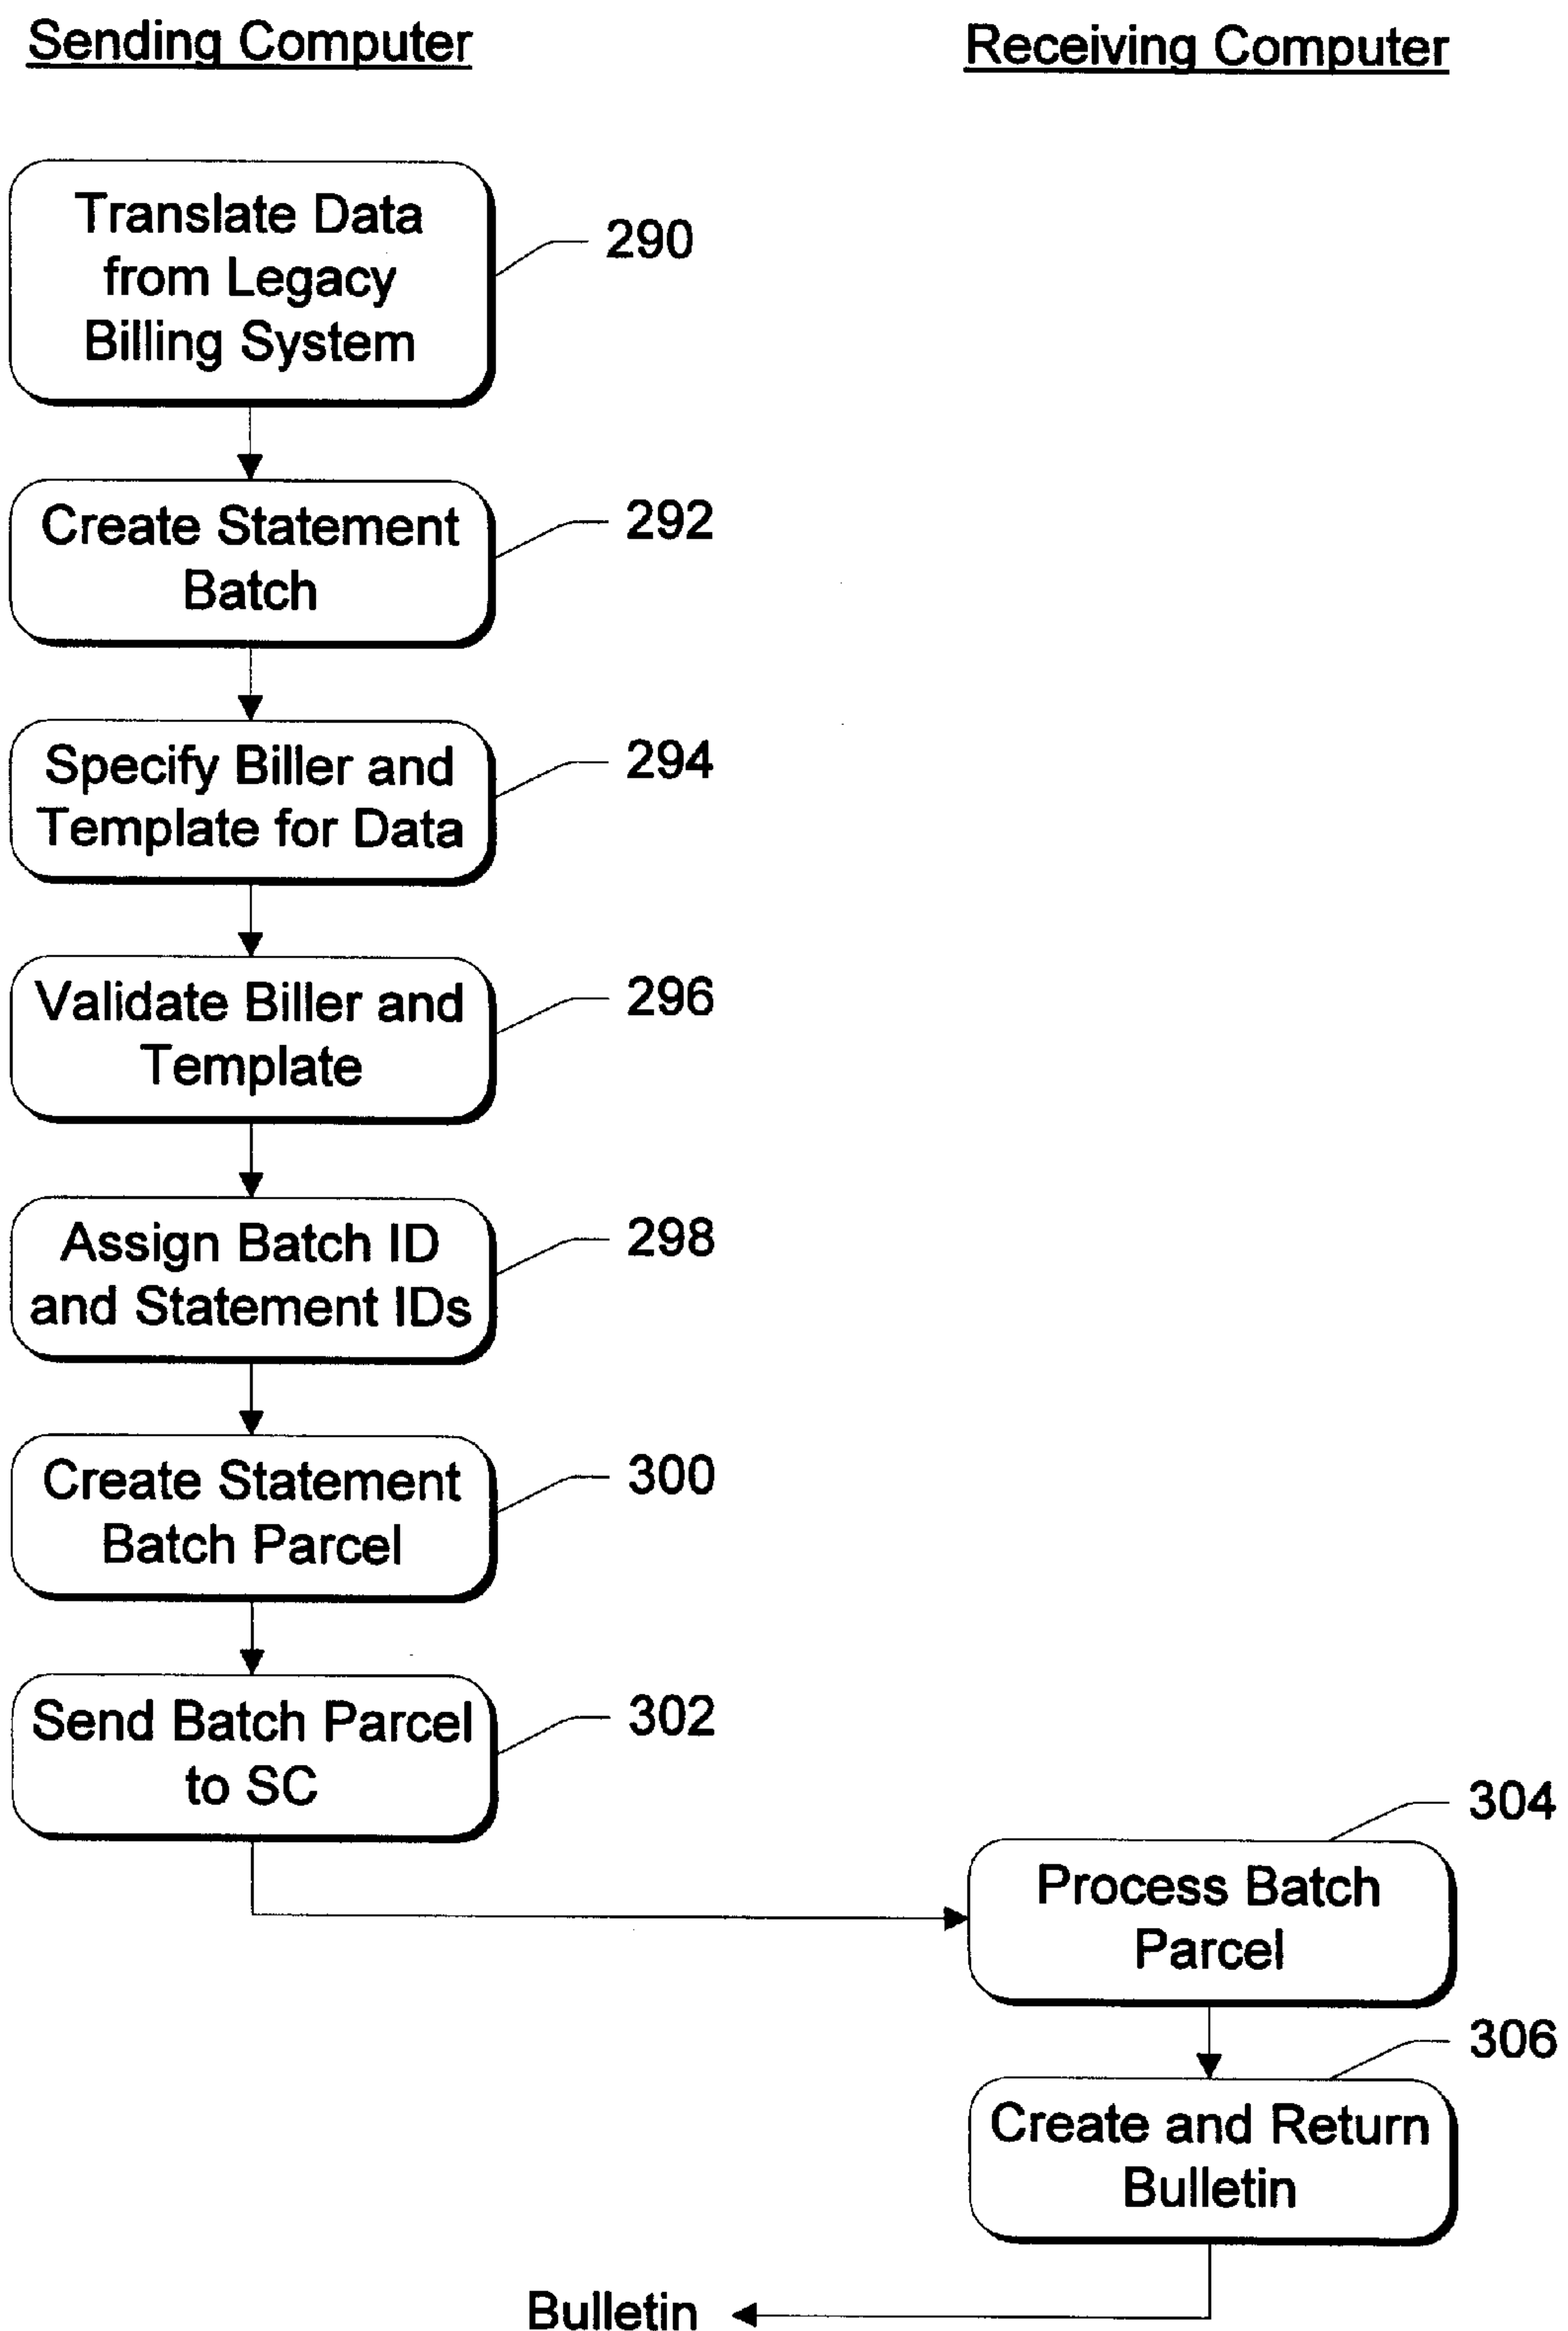 Sending Computer
Receiving Computer
Translate Data
from Legacy
Billing System
290
Create Statement
Batch
292
Specify Biller and
Template for Data
294
Validate Biller and
Template
296
Assign Batch ID
and Statement IDs
298
Create Statement
Batch Parcel
300
Send Batch Parcel
to SC
302
304
Process Batch
Parcel
306
Create and Return
Bulletin
Bulletin